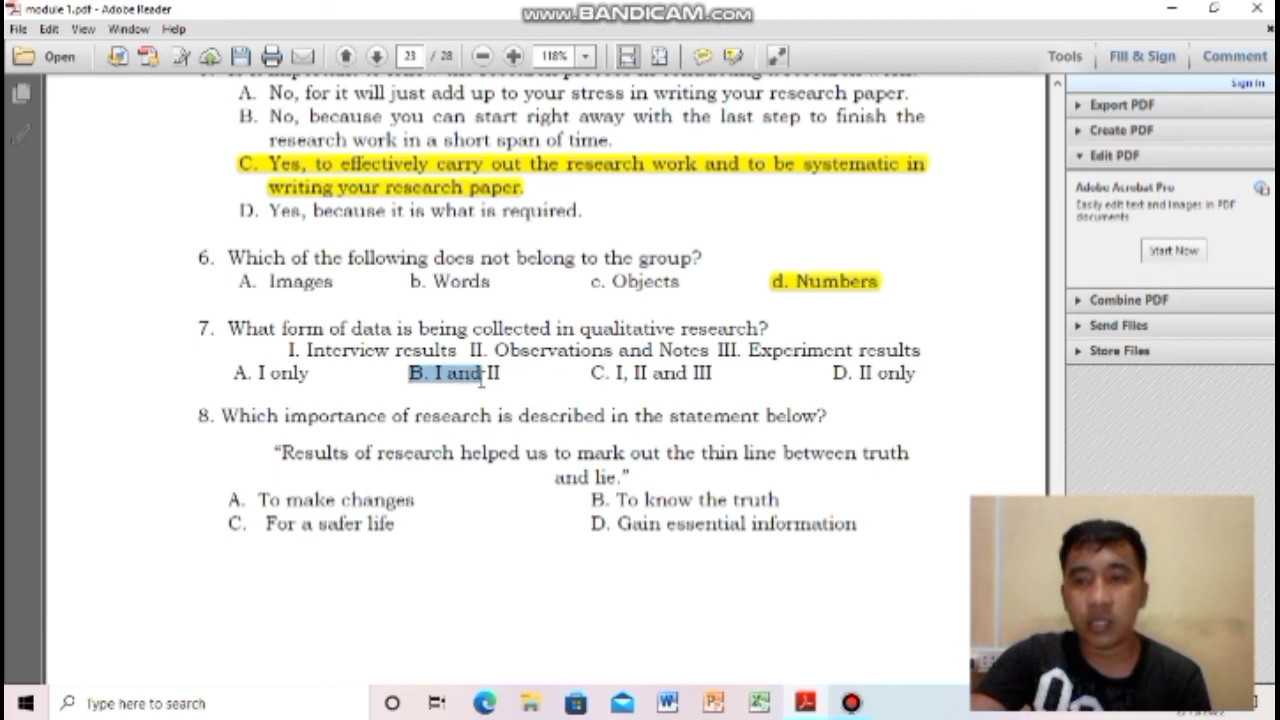 module 1.pdf - Adobe Reader
www.BANDICAM.com
File Edit View Window Help
Open 23 / 28 118% Tools Fill & Sign Comment
Sign In
Export PDF
Create PDF
Edit PDF
Adobe Acrobat Pro
Easily edit text and images in PDF
documents
Start Now
Combine PDF
Send Files
Store Files
A. No, for it will just add up to your stress in writing your research paper.
B. No, because you can start right away with the last step to finish the
research work in a short span of time.
C. Yes, to effectively carry out the research work and to be systematic in
writing your research paper.
D. Yes, because it is what is required.
6. Which of the following does not belong to the group?
A. Images b. Words c. Objects d. Numbers
7. What form of data is being collected in qualitative research?
I. Interview results II. Observations and Notes III. Experiment results
A. I only B. I and II C. I, II and III D. II only
8. Which importance of research is described in the statement below?
“Results of research helped us to mark out the thin line between truth
and lie.”
A. To make changes B. To know the truth
C. For a safer life D. Gain essential information
Type here to search